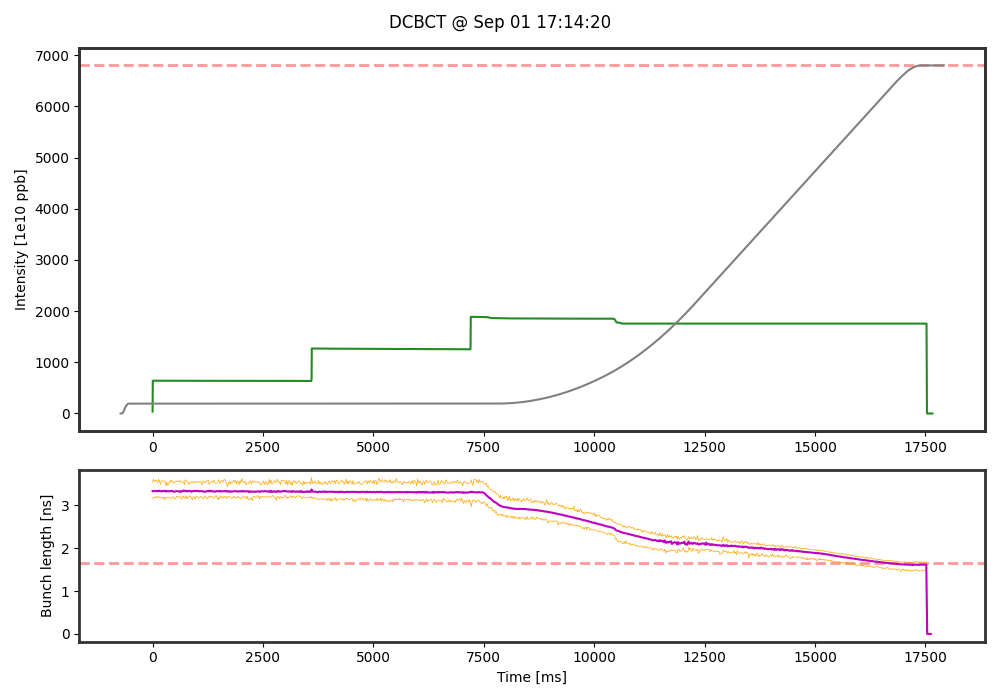 DCBCT @ Sep 01 17:14:20
Intensity [1e10 ppb]
7000
6000
5000
4000
3000
2000
1000
0
0 2500 5000 7500 10000 12500 15000 17500
Bunch length [ns]
3
2
1
0
0 2500 5000 7500 10000 12500 15000 17500
Time [ms]